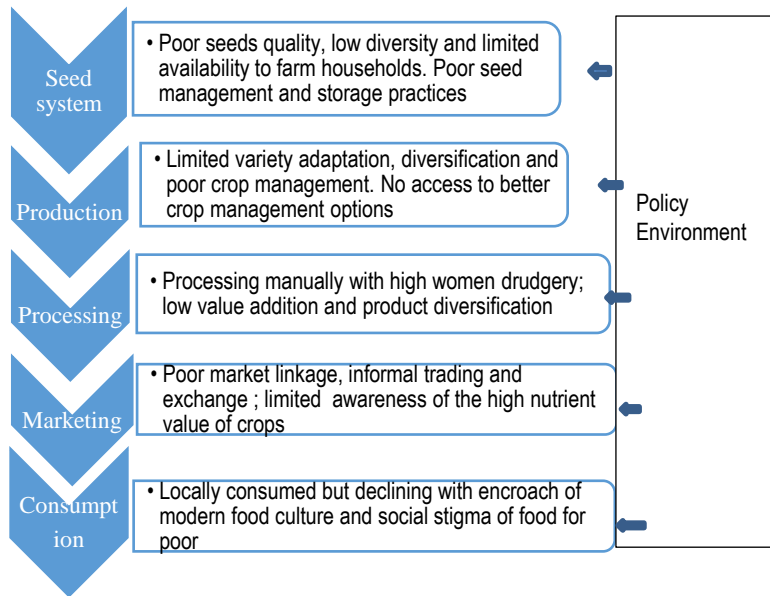 Seed
system
• Poor seeds quality, low diversity and limited
availability to farm households. Poor seed
management and storage practices
Production
• Limited variety adaptation, diversification and
poor crop management. No access to better
crop management options
Processing
• Processing manually with high women drudgery;
low value addition and product diversification
Marketing
• Poor market linkage, informal trading and
exchange ; limited awareness of the high nutrient
value of crops
Consumpt
ion
• Locally consumed but declining with encroach of
modern food culture and social stigma of food for
poor
Policy
Environment